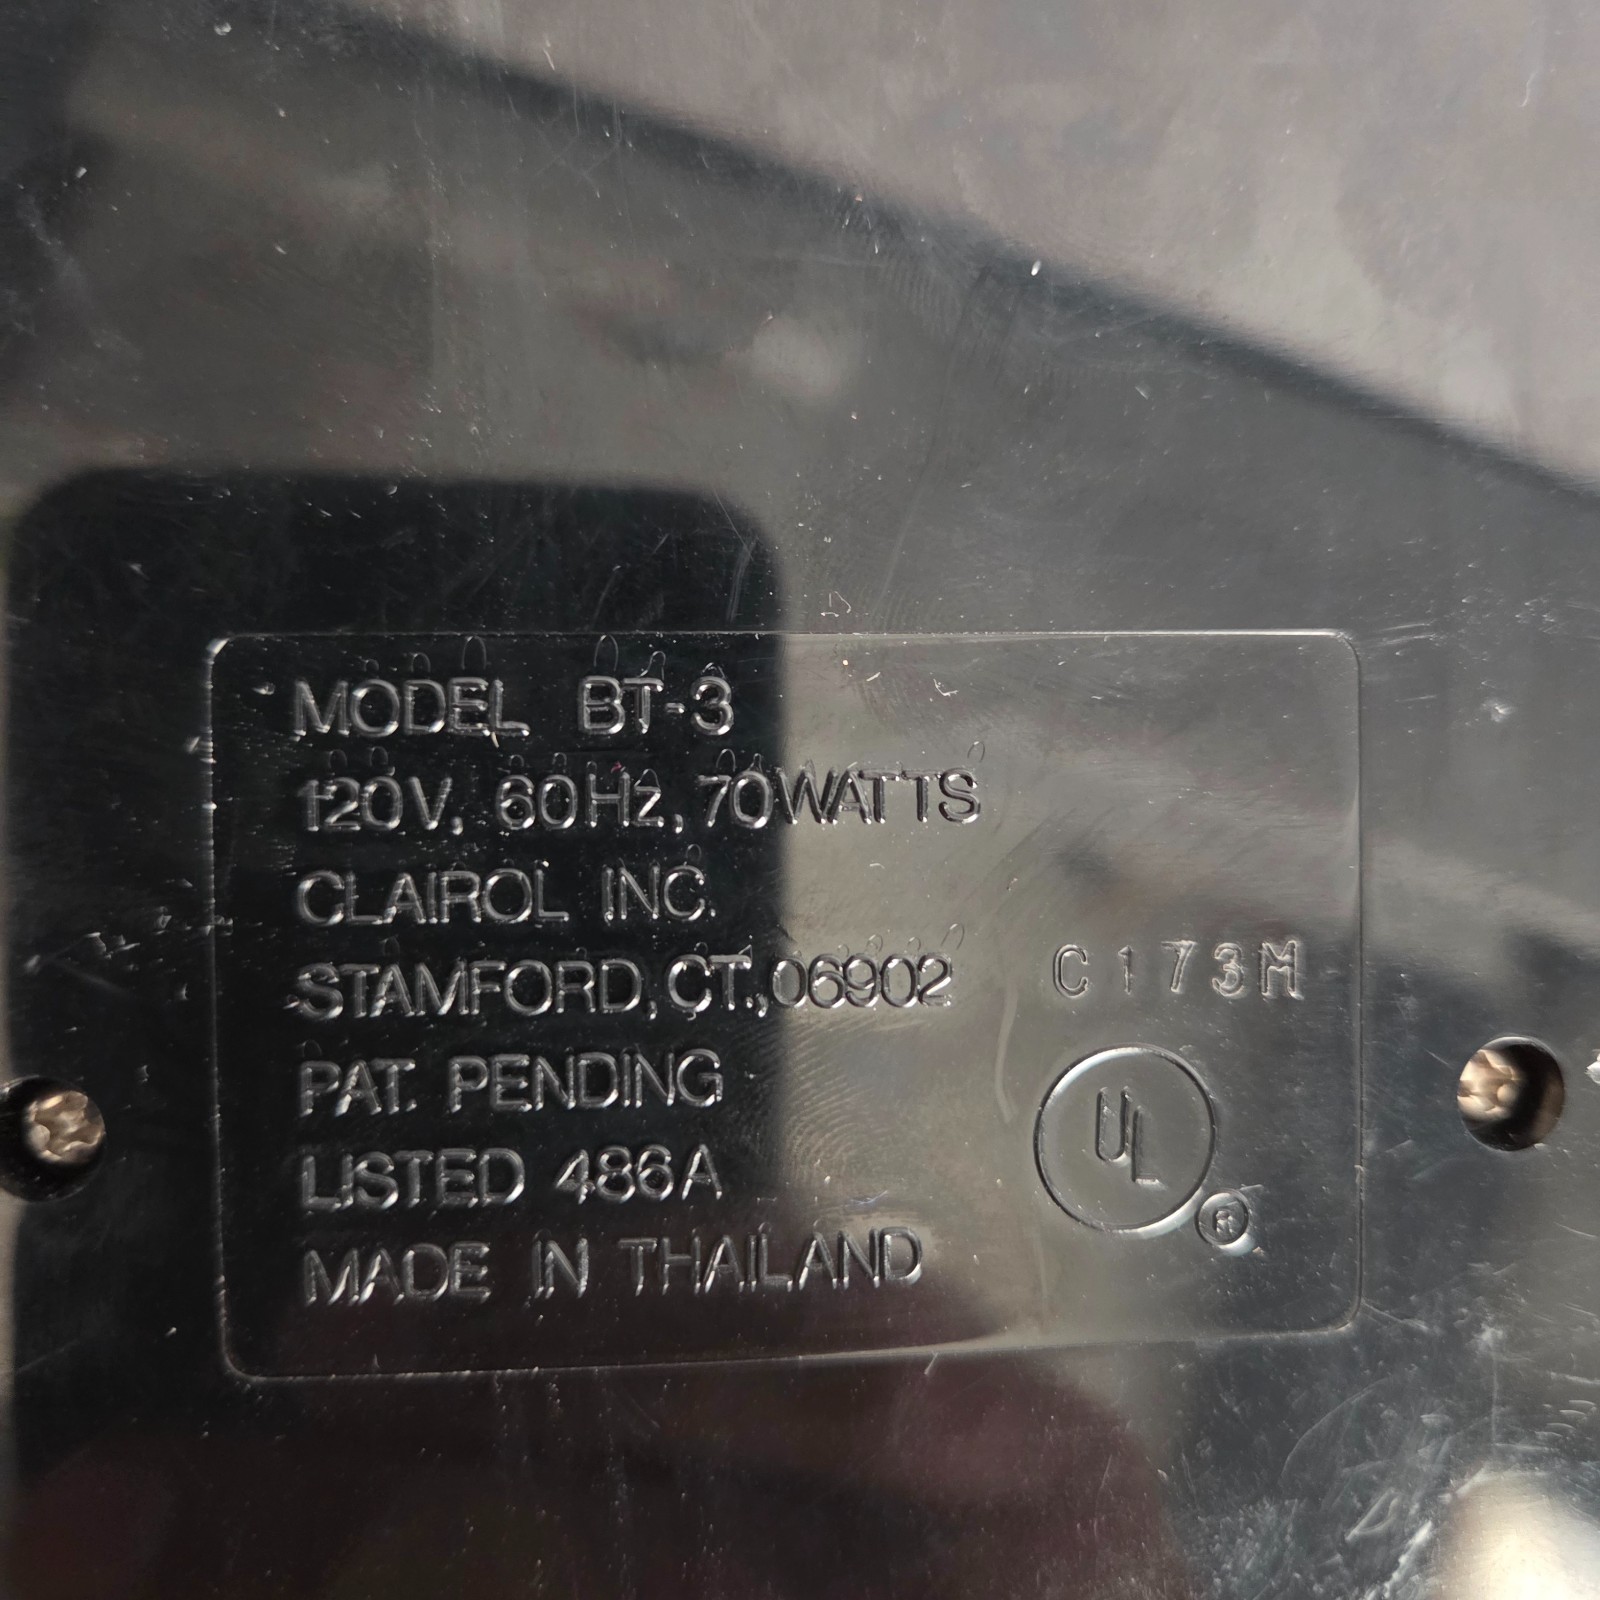 MODEL BT-3
120V, 60Hz, 70WATTS
CLAIROL INC.
STAMFORD, CT., 06902 C173M
PAT. PENDING
UL
LISTED 486A
®
MADE IN THAILAND